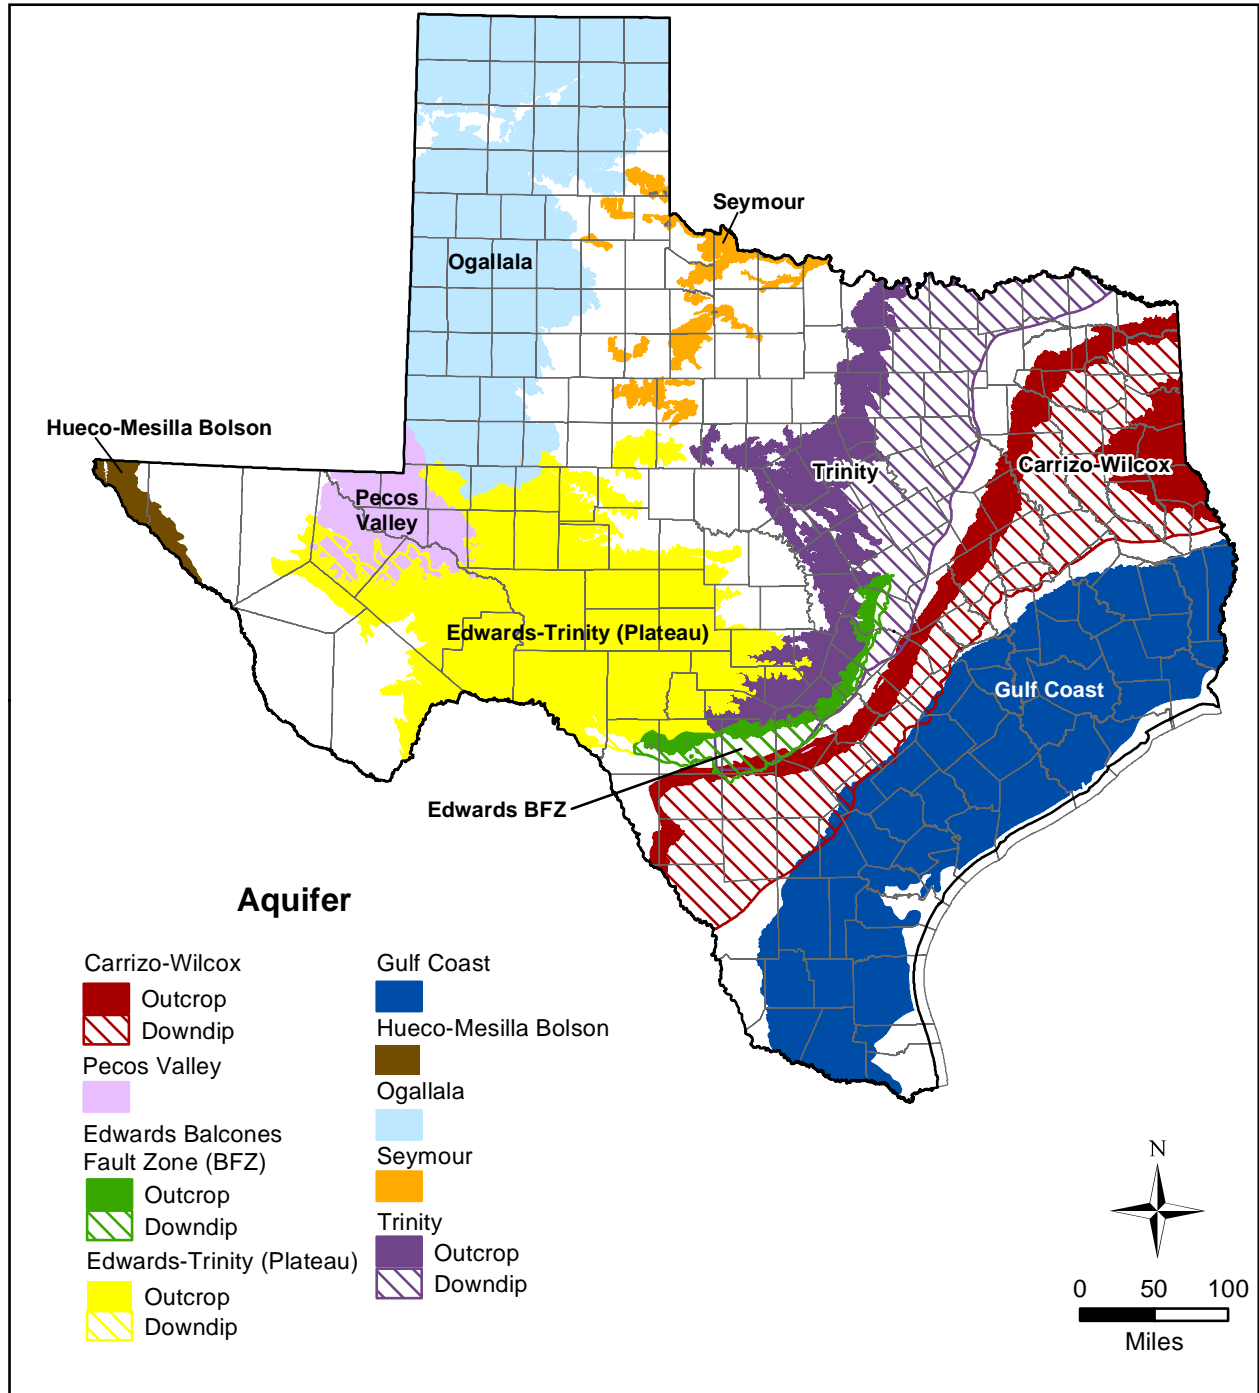 Seymour
Ogallala
Hueco-Mesilla Bolson
Trinity
Carrizo-Wilcox
Pecos
Valley
Edwards-Trinity (Plateau)
Gulf Coast
Edwards BFZ
Aquifer
Carrizo-Wilcox
Outcrop
Downdip
Pecos Valley
Edwards Balcones
Fault Zone (BFZ)
Outcrop
Downdip
Edwards-Trinity (Plateau)
Outcrop
Downdip
Gulf Coast
Hueco-Mesilla Bolson
Ogallala
Seymour
Trinity
Outcrop
Downdip
N
0 50 100
Miles